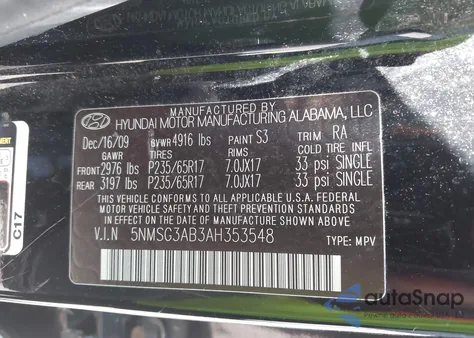 MANUFACTURED BY
HYUNDAI MOTOR MANUFACTURING ALABAMA, LLC
Dec/16/09 GVWR 4916 lbs PAINT S3 TRIM RA
GAWR TIRES RIMS COLD TIRE INFL
FRONT 2976 lbs P235/65R17 7.0JX17 33 psi SINGLE
REAR 3197 lbs P235/65R17 7.0JX17 33 psi SINGLE
THIS VEHICLE CONFORMS TO ALL APPLICABLE U.S.A. FEDERAL
MOTOR VEHICLE SAFETY AND THEFT PREVENTION STANDARDS
IN EFFECT ON THE DATE OF MANUFACTURE SHOWN ABOVE.
V.I.N 5NMSG3AB3AH353548 TYPE: MPV
C17
autoSnap